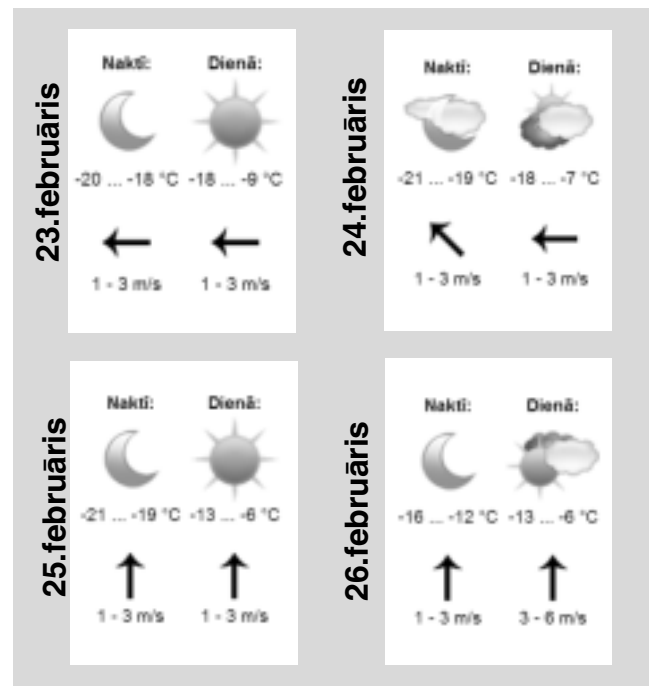 23.februāris
Naktī: Dienā:
-20 ... -18 °C -18 ... -9 °C
1 - 3 m/s 1 - 3 m/s
24.februāris
Naktī: Dienā:
-21 ... -19 °C -18 ... -7 °C
1 - 3 m/s 1 - 3 m/s
25.februāris
Naktī: Dienā:
-21 ... -19 °C -13 ... -6 °C
1 - 3 m/s 1 - 3 m/s
26.februāris
Naktī: Dienā:
-16 ... -12 °C -13 ... -6 °C
1 - 3 m/s 3 - 6 m/s